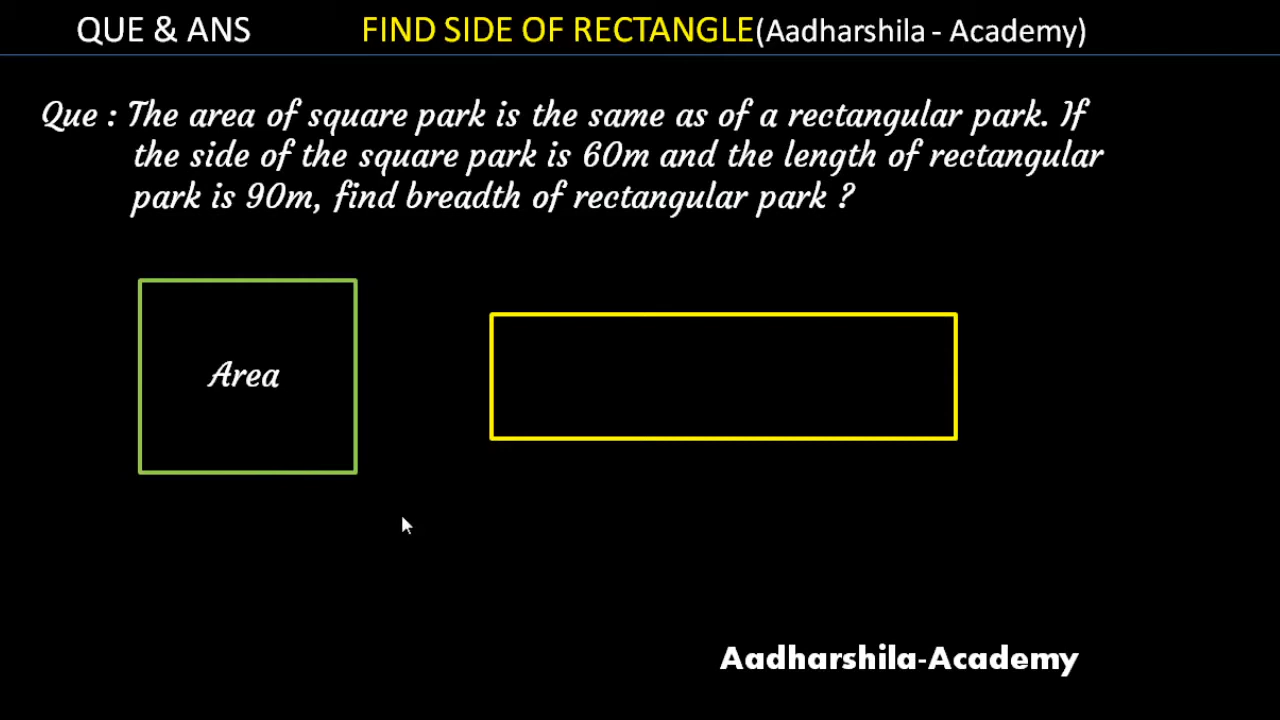 QUE & ANS FIND SIDE OF RECTANGLE(Aadharshila - Academy)
Que : The area of square park is the same as of a rectangular park. If
the side of the square park is 60m and the length of rectangular
park is 90m, find breadth of rectangular park ?
Area
Aadharshila-Academy